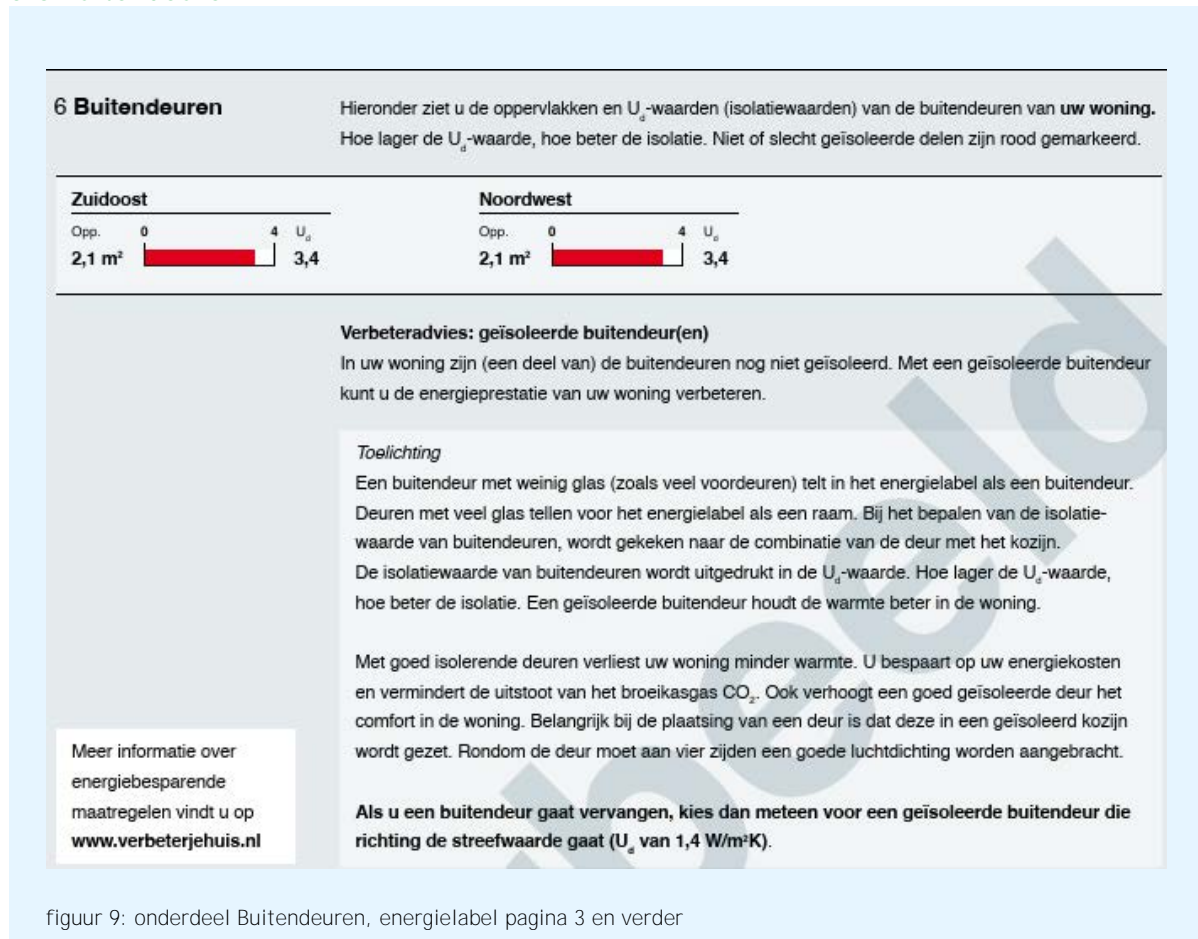 6 Buitendeuren
Hieronder ziet u de oppervlakken en Ud-waarden (isolatiewaarden) van de buitendeuren van uw woning.
Hoe lager de Ud-waarde, hoe beter de isolatie. Niet of slecht geïsoleerde delen zijn rood gemarkeerd.
Zuidoost
Opp. 0 4 Ud
2,1 m² 3,4
Noordwest
Opp. 0 4 Ud
2,1 m² 3,4
Verbeteradvies: geïsoleerde buitendeur(en)
In uw woning zijn (een deel van) de buitendeuren nog niet geïsoleerd. Met een geïsoleerde buitendeur
kunt u de energieprestatie van uw woning verbeteren.
Toelichting
Een buitendeur met weinig glas (zoals veel voordeuren) telt in het energielabel als een buitendeur.
Deuren met veel glas tellen voor het energielabel als een raam. Bij het bepalen van de isolatie-
waarde van buitendeuren, wordt gekeken naar de combinatie van de deur met het kozijn.
De isolatiewaarde van buitendeuren wordt uitgedrukt in de Ud-waarde. Hoe lager de Ud-waarde,
hoe beter de isolatie. Een geïsoleerde buitendeur houdt de warmte beter in de woning.
Met goed isolerende deuren verliest uw woning minder warmte. U bespaart op uw energiekosten
en vermindert de uitstoot van het broeikasgas CO₂. Ook verhoogt een goed geïsoleerde deur het
comfort in de woning. Belangrijk bij de plaatsing van een deur is dat deze in een geïsoleerd kozijn
wordt gezet. Rondom de deur moet aan vier zijden een goede luchtdichting worden aangebracht.
Als u een buitendeur gaat vervangen, kies dan meteen voor een geïsoleerde buitendeur die
richting de streefwaarde gaat (Ud van 1,4 W/m²K).
Meer informatie over
energiebesparende
maatregelen vindt u op
www.verbeterjehuis.nl
figuur 9: onderdeel Buitendeuren, energielabel pagina 3 en verder